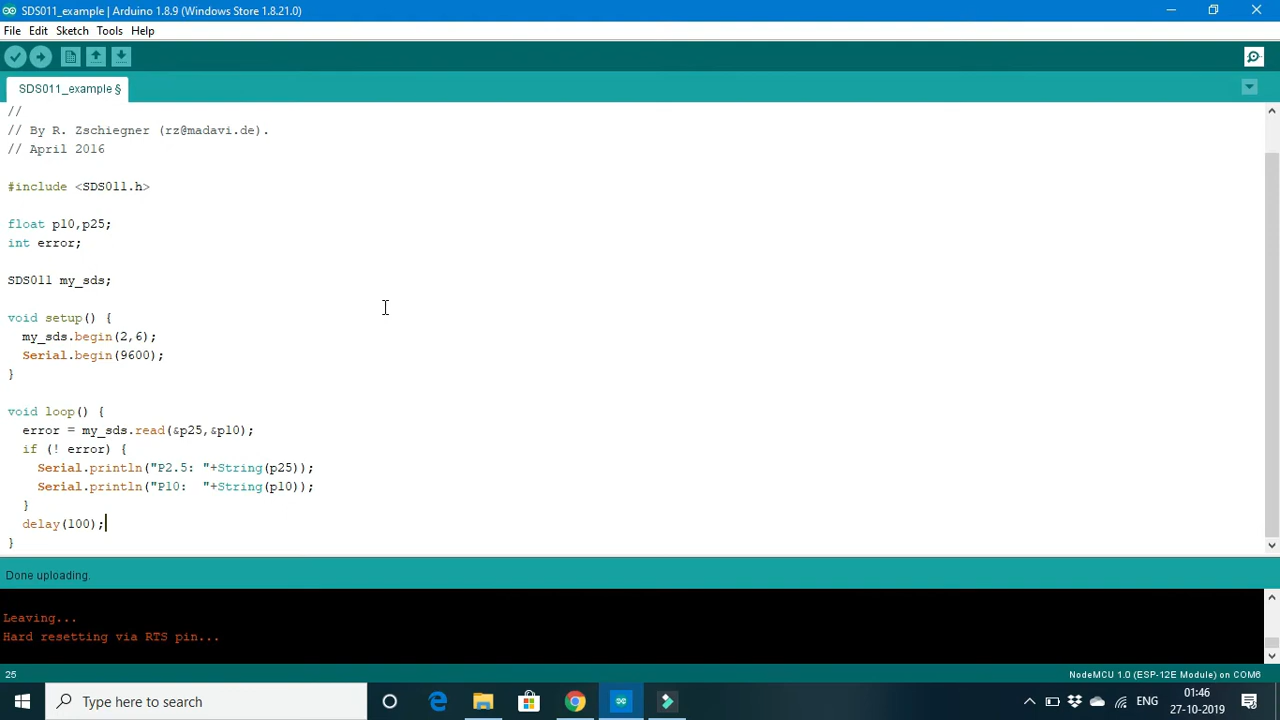 SDS011_example | Arduino 1.8.9 (Windows Store 1.8.21.0)
File Edit Sketch Tools Help
SDS011_example §
//
// By R. Zschiegner (rz@madavi.de).
// April 2016
#include <SDS011.h>
float p10,p25;
int error;
SDS011 my_sds;
void setup() {
my_sds.begin(2,6);
Serial.begin(9600);
}
void loop() {
error = my_sds.read(&p25,&p10);
if (! error) {
Serial.println("P2.5: "+String(p25));
Serial.println("P10:  "+String(p10));
}
delay(100);
}
Done uploading.
Leaving...
Hard resetting via RTS pin...
25 NodeMCU 1.0 (ESP-12E Module) on COM6
Type here to search
ENG
01:46
27-10-2019